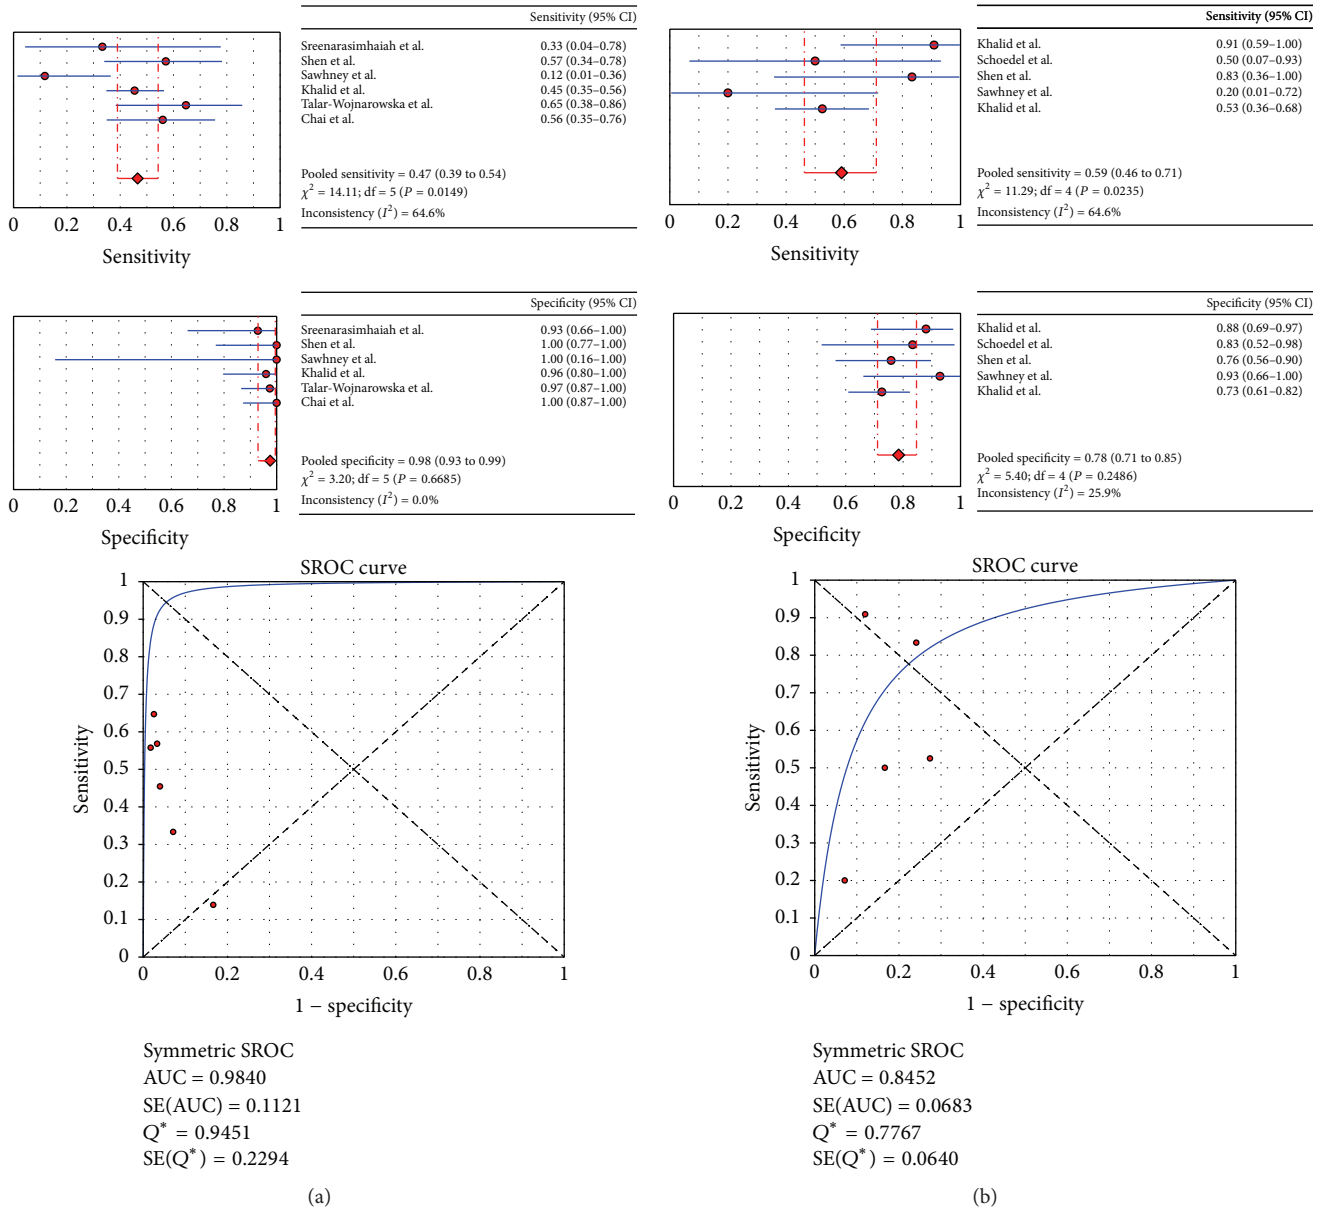 Sensitivity (95% CI)
Sreenarasimhaiah et al. 0.33 (0.04–0.78)
Shen et al. 0.57 (0.34–0.78)
Sawhney et al. 0.12 (0.01–0.36)
Khalid et al. 0.45 (0.35–0.56)
Talar-Wojnarowska et al. 0.65 (0.38–0.86)
Chai et al. 0.56 (0.35–0.76)
Pooled sensitivity = 0.47 (0.39 to 0.54)
χ² = 14.11; df = 5 (P = 0.0149)
Inconsistency (I²) = 64.6%
0 0.2 0.4 0.6 0.8 1
Sensitivity
Sensitivity (95% CI)
Khalid et al. 0.91 (0.59–1.00)
Schoedel et al. 0.50 (0.07–0.93)
Shen et al. 0.83 (0.36–1.00)
Sawhney et al. 0.20 (0.01–0.72)
Khalid et al. 0.53 (0.36–0.68)
Pooled sensitivity = 0.59 (0.46 to 0.71)
χ² = 11.29; df = 4 (P = 0.0235)
Inconsistency (I²) = 64.6%
0 0.2 0.4 0.6 0.8 1
Sensitivity
Specificity (95% CI)
Sreenarasimhaiah et al. 0.93 (0.66–1.00)
Shen et al. 1.00 (0.77–1.00)
Sawhney et al. 1.00 (0.16–1.00)
Khalid et al. 0.96 (0.80–1.00)
Talar-Wojnarowska et al. 0.97 (0.87–1.00)
Chai et al. 1.00 (0.87–1.00)
Pooled specificity = 0.98 (0.93 to 0.99)
χ² = 3.20; df = 5 (P = 0.6685)
Inconsistency (I²) = 0.0%
0 0.2 0.4 0.6 0.8 1
Specificity
Specificity (95% CI)
Khalid et al. 0.88 (0.69–0.97)
Schoedel et al. 0.83 (0.52–0.98)
Shen et al. 0.76 (0.56–0.90)
Sawhney et al. 0.93 (0.66–1.00)
Khalid et al. 0.73 (0.61–0.82)
Pooled specificity = 0.78 (0.71 to 0.85)
χ² = 5.40; df = 4 (P = 0.2486)
Inconsistency (I²) = 25.9%
0 0.2 0.4 0.6 0.8 1
Specificity
SROC curve
1
0.9
0.8
0.7
0.6
0.5
0.4
0.3
0.2
0.1
0
Sensitivity
0 0.2 0.4 0.6 0.8 1
1 − specificity
Symmetric SROC
AUC = 0.9840
SE(AUC) = 0.1121
Q* = 0.9451
SE(Q*) = 0.2294
(a)
SROC curve
1
0.9
0.8
0.7
0.6
0.5
0.4
0.3
0.2
0.1
0
Sensitivity
0 0.2 0.4 0.6 0.8 1
1 − specificity
Symmetric SROC
AUC = 0.8452
SE(AUC) = 0.0683
Q* = 0.7767
SE(Q*) = 0.0640
(b)